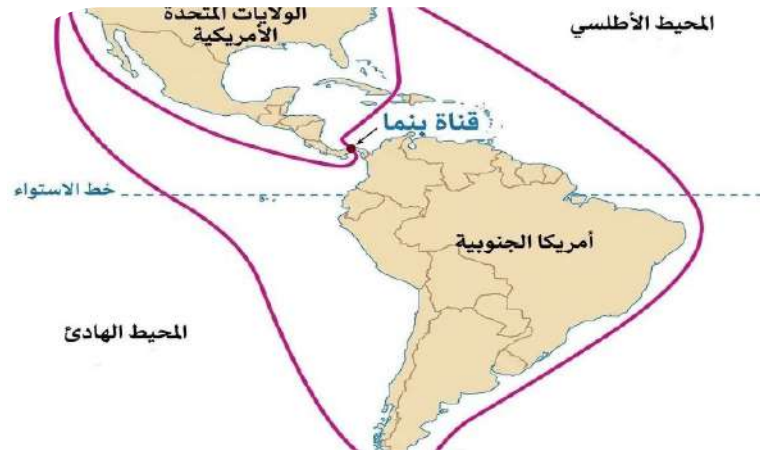 الولايات المتحدة
الأمريكية
المحيط الأطلسي
قناة بنما
خط الاستواء
أمريكا الجنوبية
المحيط الهادئ